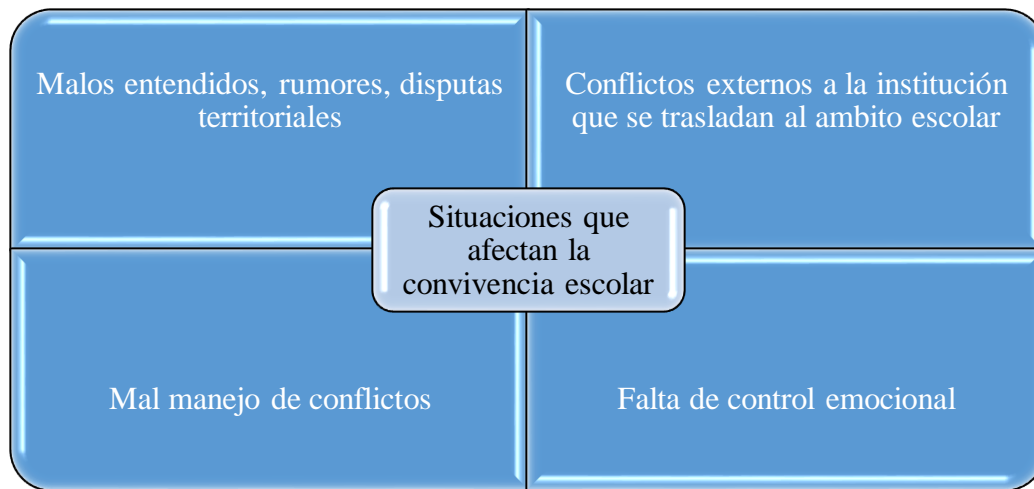 Malos entendidos, rumores, disputas
territoriales
Conflictos externos a la institución
que se trasladan al ambito escolar
Situaciones que
afectan la
convivencia escolar
Mal manejo de conflictos
Falta de control emocional